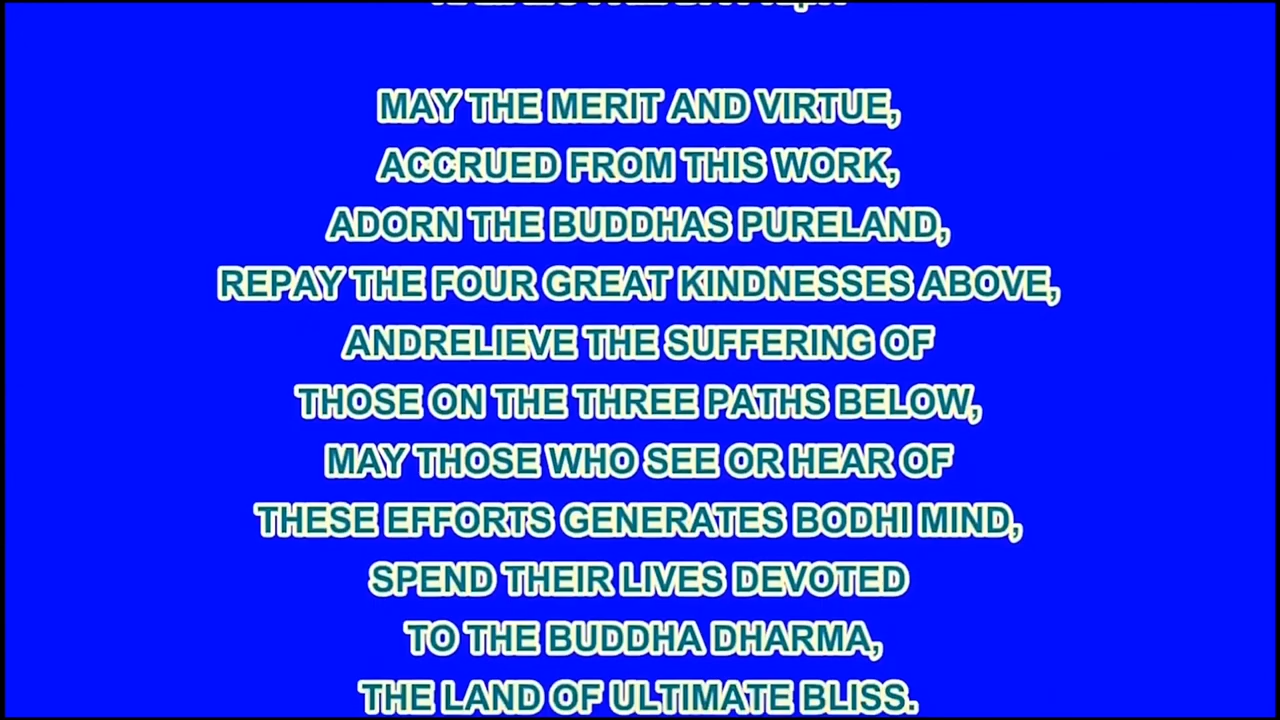 MAY THE MERIT AND VIRTUE,
ACCRUED FROM THIS WORK,
ADORN THE BUDDHAS PURELAND,
REPAY THE FOUR GREAT KINDNESSES ABOVE,
ANDRELIEVE THE SUFFERING OF
THOSE ON THE THREE PATHS BELOW,
MAY THOSE WHO SEE OR HEAR OF
THESE EFFORTS GENERATES BODHI MIND,
SPEND THEIR LIVES DEVOTED
TO THE BUDDHA DHARMA,
THE LAND OF ULTIMATE BLISS.